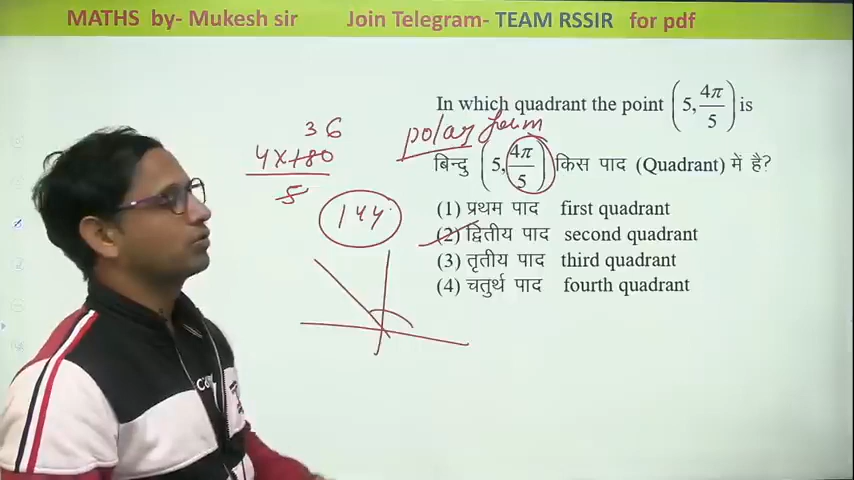 MATHS by- Mukesh sir Join Telegram- TEAM RSSIR for pdf
In which quadrant the point (5, 4π/5) is
polar form
बिन्दु (5, 4π/5) किस पाद (Quadrant) में है?
(1) प्रथम पाद first quadrant
(2) द्वितीय पाद second quadrant
(3) तृतीय पाद third quadrant
(4) चतुर्थ पाद fourth quadrant
36
4x180
5
144